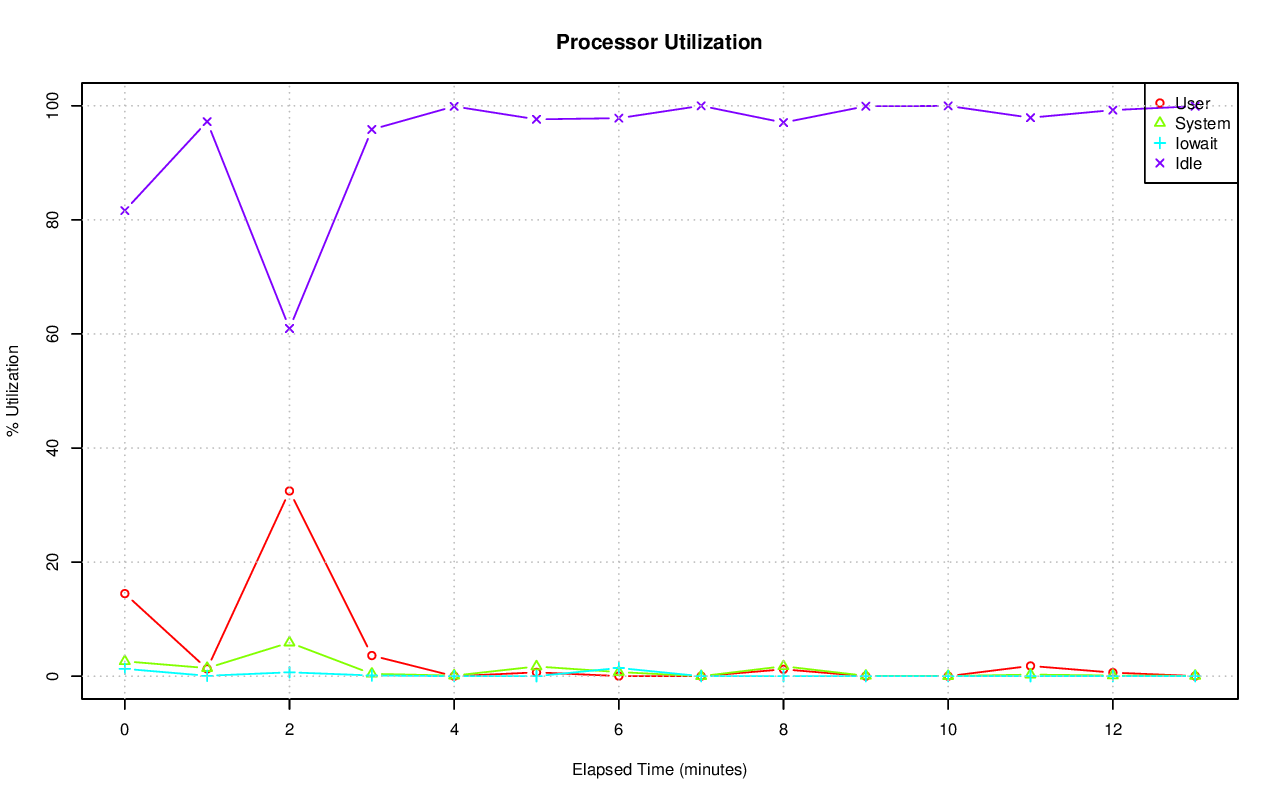 Processor Utilization
100
80
60
40
20
0
% Utilization
User
System
Iowait
Idle
0 2 4 6 8 10 12
Elapsed Time (minutes)